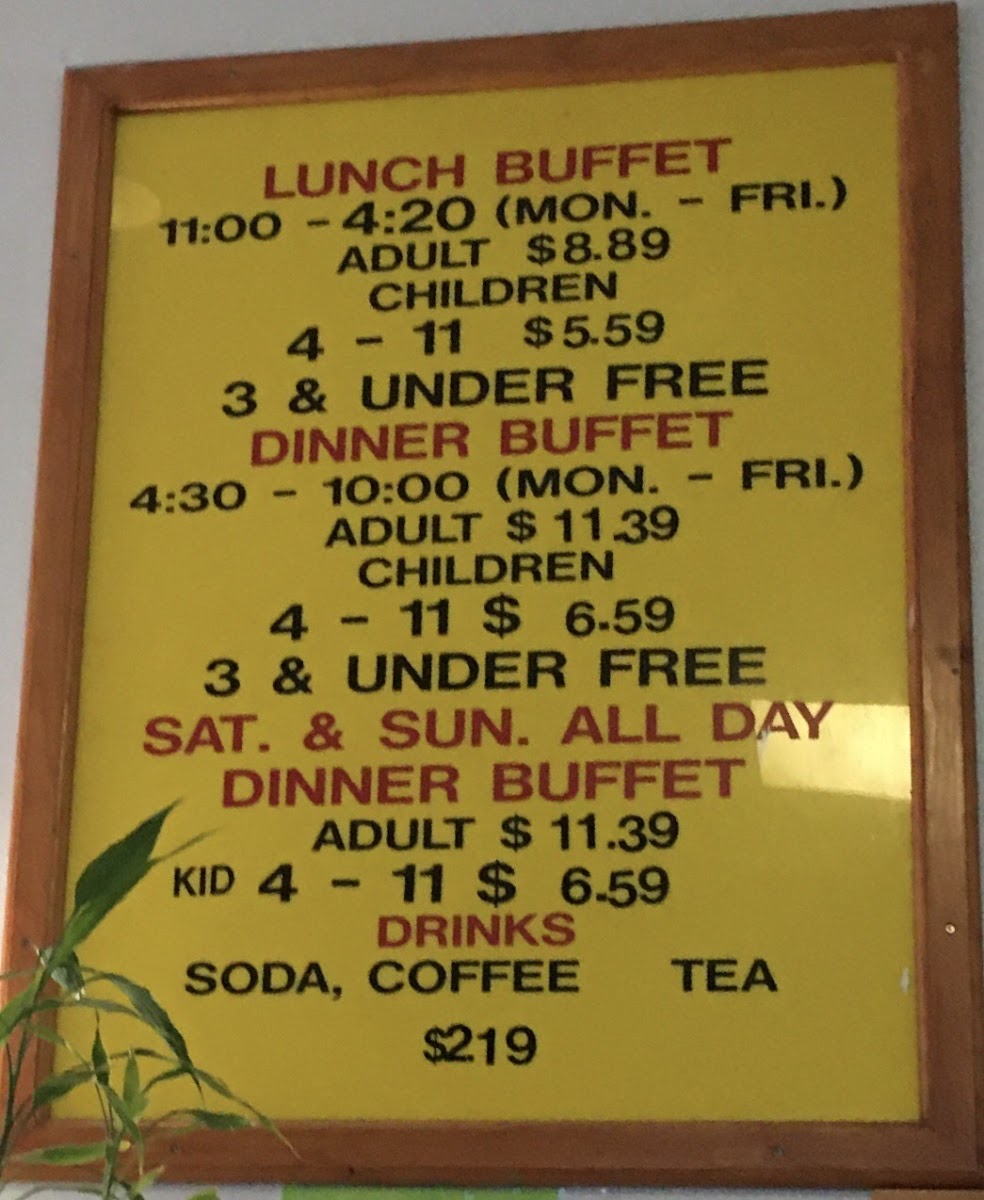 LUNCH BUFFET
11:00 - 4:20 (MON. - FRI.)
ADULT $8.89
CHILDREN
4 - 11 $5.59
3 & UNDER FREE
DINNER BUFFET
4:30 - 10:00 (MON. - FRI.)
ADULT $ 11.39
CHILDREN
4 - 11 $ 6.59
3 & UNDER FREE
SAT. & SUN. ALL DAY
DINNER BUFFET
ADULT $ 11.39
KID 4 - 11 $ 6.59
DRINKS
SODA, COFFEE TEA
$2.19